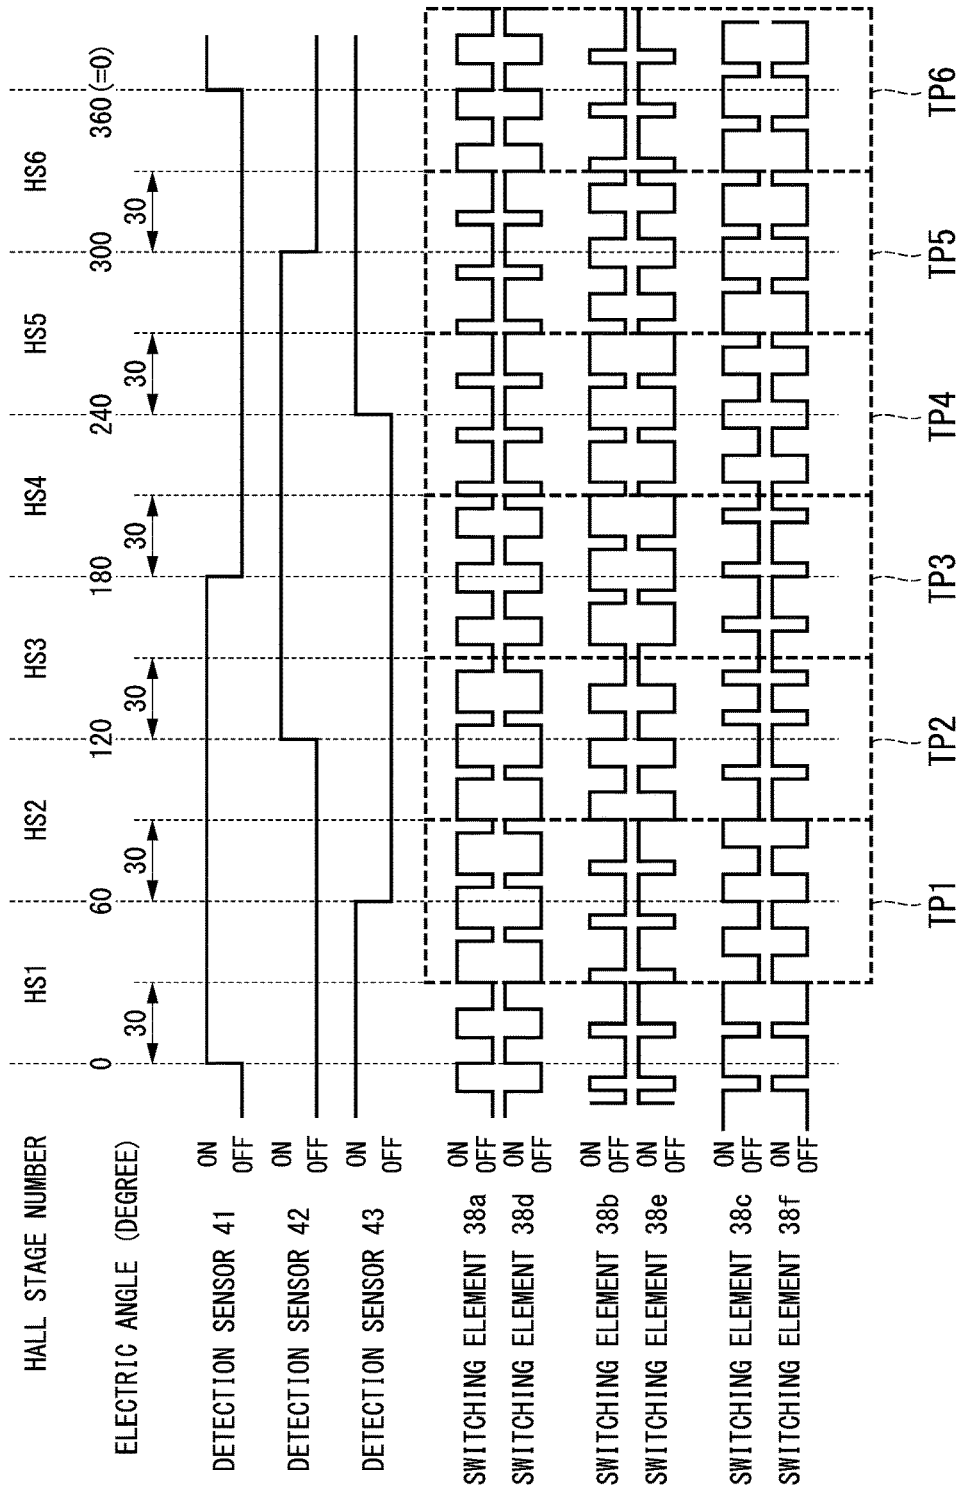 HALL STAGE NUMBER HS1 HS2 HS3 HS4 HS5 HS6
ELECTRIC ANGLE (DEGREE) 0 60 120 180 240 300 360(=0)
30 30 30 30 30 30
DETECTION SENSOR 41 ON
OFF
DETECTION SENSOR 42 ON
OFF
DETECTION SENSOR 43 ON
OFF
SWITCHING ELEMENT 38a ON
OFF
SWITCHING ELEMENT 38d ON
OFF
SWITCHING ELEMENT 38b ON
OFF
SWITCHING ELEMENT 38e ON
OFF
SWITCHING ELEMENT 38c ON
OFF
SWITCHING ELEMENT 38f ON
OFF
TP1 TP2 TP3 TP4 TP5 TP6